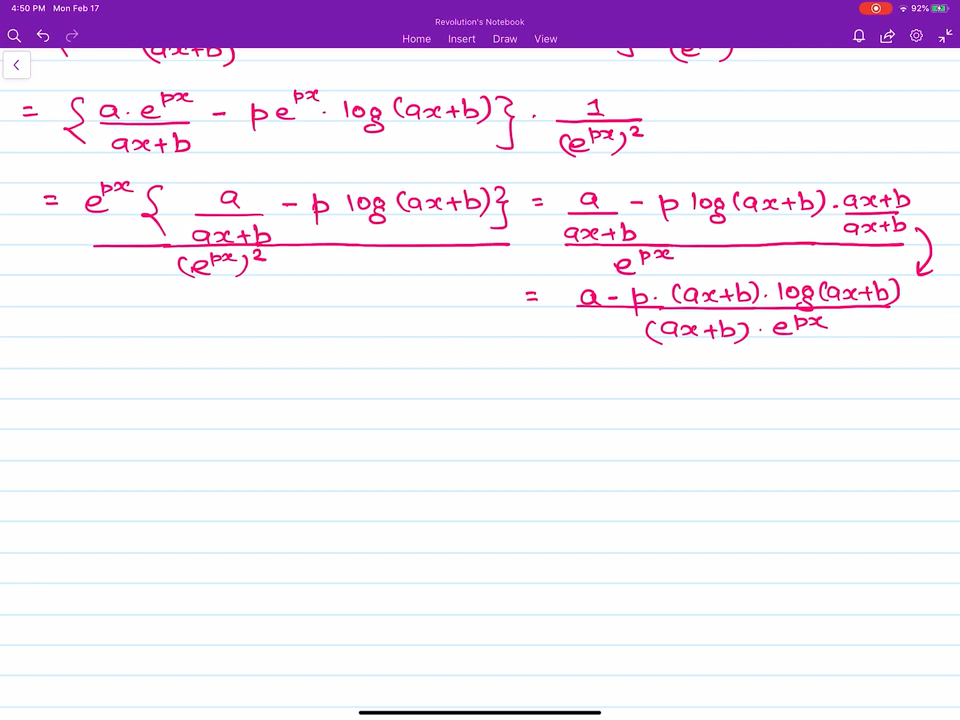 4:50 PM Mon Feb 17 92%
Revolution's Notebook
Home Insert Draw View
(ax+b)
= { a·e^px / ax+b - pe^px · log(ax+b) } · 1 / (e^px)^2
= e^px { a / ax+b - p log(ax+b) } / (e^px)^2 = a / ax+b - p log(ax+b) · ax+b / ax+b / e^px
= a - p·(ax+b)·log(ax+b) / (ax+b)·e^px